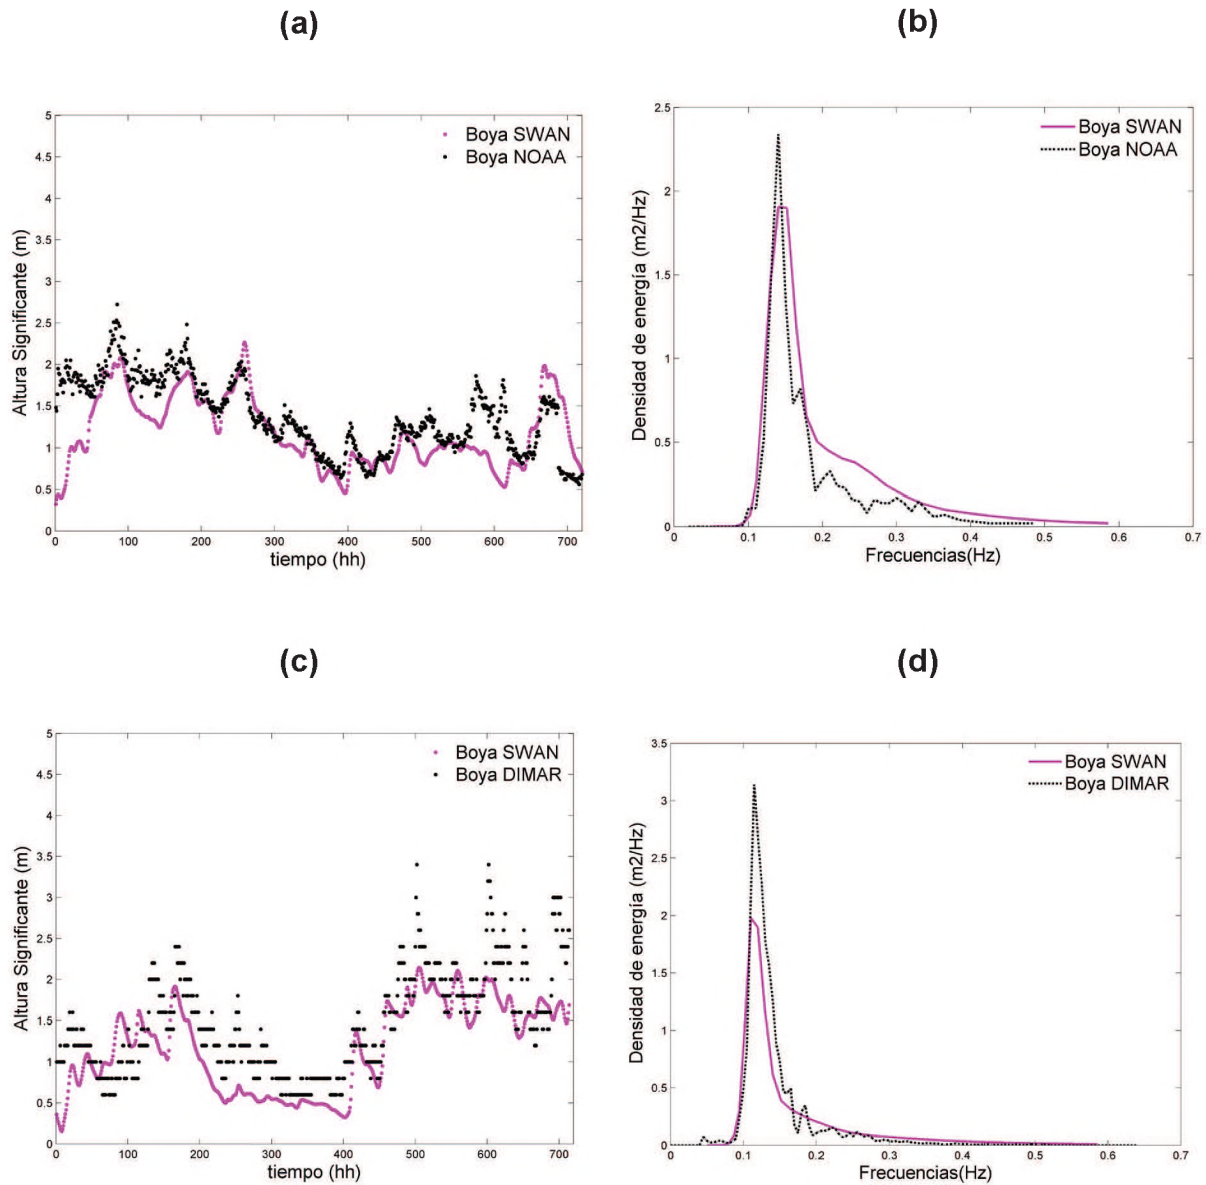 (a)
(b)
5
4.5
4
3.5
3
2.5
2
1.5
1
0.5
0
0 100 200 300 400 500 600 700
Altura Significante (m)
tiempo (hh)
Boya SWAN
Boya NOAA
2.5
2
1.5
1
0.5
0
0 0.1 0.2 0.3 0.4 0.5 0.6 0.7
Densidad de energía (m2/Hz)
Frecuencias(Hz)
Boya SWAN
Boya NOAA
(c)
(d)
5
4.5
4
3.5
3
2.5
2
1.5
1
0.5
0
0 100 200 300 400 500 600 700
Altura Significante (m)
tiempo (hh)
Boya SWAN
Boya DIMAR
3.5
3
2.5
2
1.5
1
0.5
0
0 0.1 0.2 0.3 0.4 0.5 0.6 0.7
Densidad de energía (m2/Hz)
Frecuencias(Hz)
Boya SWAN
Boya DIMAR